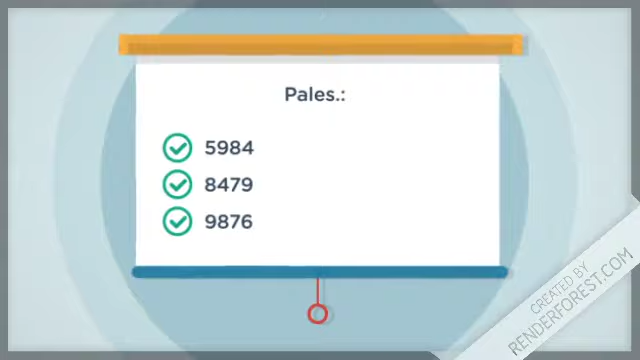 Pales.:
5984
8479
9876
CREATED BY
RENDERFOREST.COM